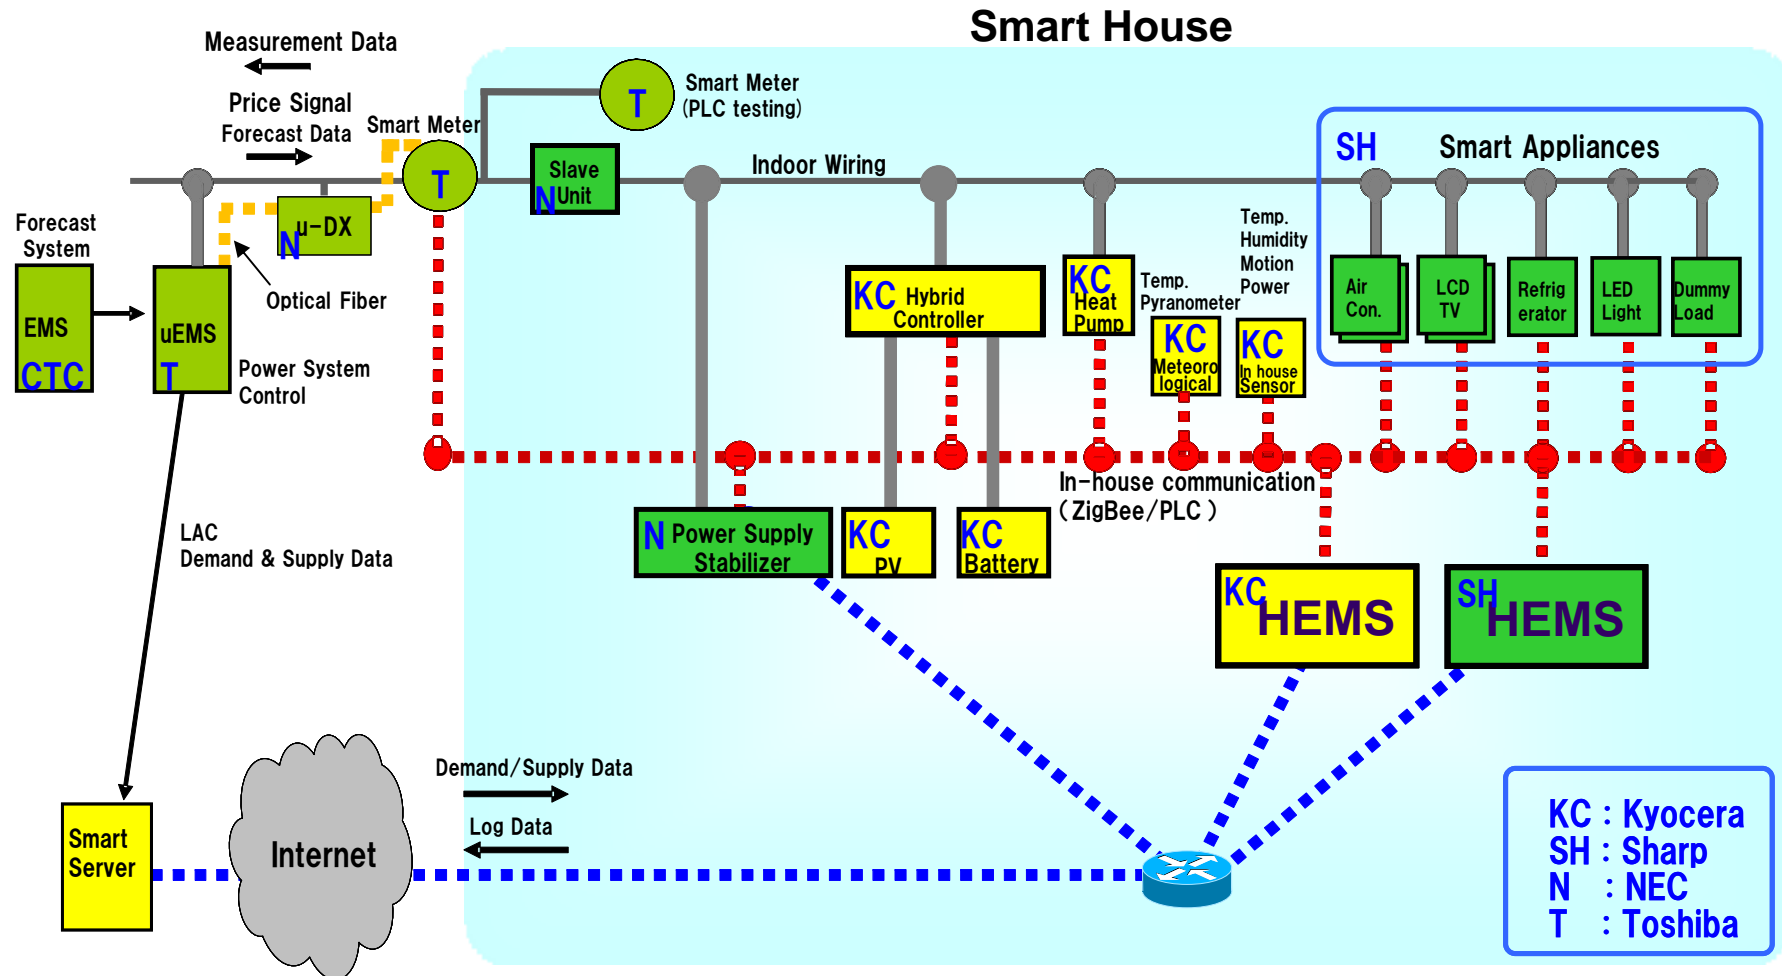 Smart House
Measurement Data
Price Signal
Forecast Data
Smart Meter
T
T
Smart Meter
(PLC testing)
Slave
Unit
N
Indoor Wiring
SH
Smart Appliances
Forecast
System
EMS
CTC
uEMS
T
μ-DX
N
Optical Fiber
Power System
Control
KC
Hybrid
Controller
KC
Heat
Pump
Temp.
Pyranometer
KC
Meteoro
logical
Temp.
Humidity
Motion
Power
KC
In house
Sensor
Air
Con.
LCD
TV
Refrig
erator
LED
Light
Dummy
Load
In-house communication
(ZigBee/PLC)
N Power Supply
Stabilizer
KC
PV
KC
Battery
KC
HEMS
SH
HEMS
LAC
Demand & Supply Data
Smart
Server
Internet
Demand/Supply Data
Log Data
KC : Kyocera
SH : Sharp
N : NEC
T : Toshiba